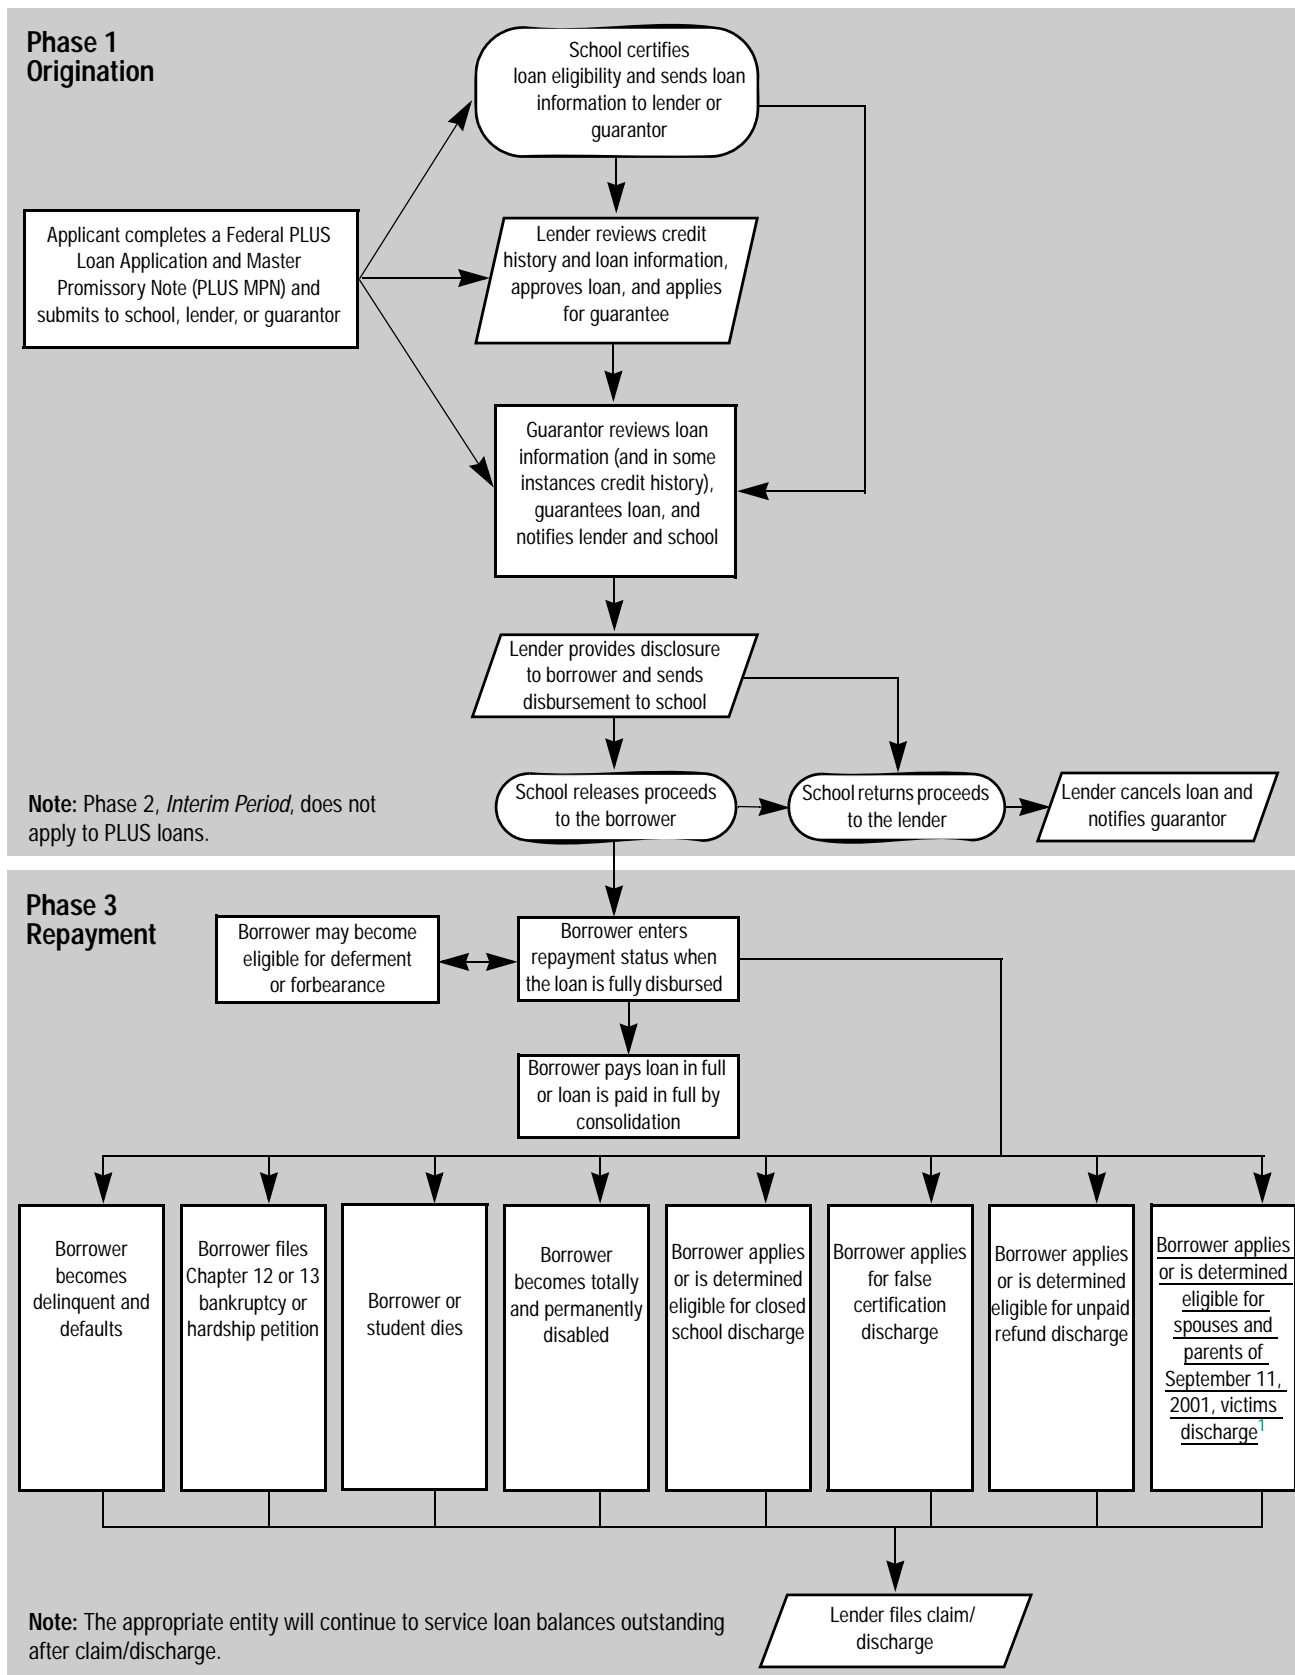 Phase 1
Origination
School certifies
loan eligibility and sends loan
information to lender or
guarantor
Applicant completes a Federal PLUS
Loan Application and Master
Promissory Note (PLUS MPN) and
submits to school, lender, or guarantor
Lender reviews credit
history and loan information,
approves loan, and applies
for guarantee
Guarantor reviews loan
information (and in some
instances credit history),
guarantees loan, and
notifies lender and school
Lender provides disclosure
to borrower and sends
disbursement to school
School releases proceeds
to the borrower
School returns proceeds
to the lender
Lender cancels loan and
notifies guarantor
Note: Phase 2, Interim Period, does not
apply to PLUS loans.
Phase 3
Repayment
Borrower may become
eligible for deferment
or forbearance
Borrower enters
repayment status when
the loan is fully disbursed
Borrower pays loan in full
or loan is paid in full by
consolidation
Borrower
becomes
delinquent and
defaults
Borrower files
Chapter 12 or 13
bankruptcy or
hardship petition
Borrower or
student dies
Borrower
becomes totally
and permanently
disabled
Borrower applies
or is determined
eligible for closed
school discharge
Borrower applies
for false
certification
discharge
Borrower applies
or is determined
eligible for unpaid
refund discharge
Borrower applies
or is determined
eligible for
spouses and
parents of
September 11,
2001, victims
discharge1
Lender files claim/
discharge
Note: The appropriate entity will continue to service loan balances outstanding
after claim/discharge.